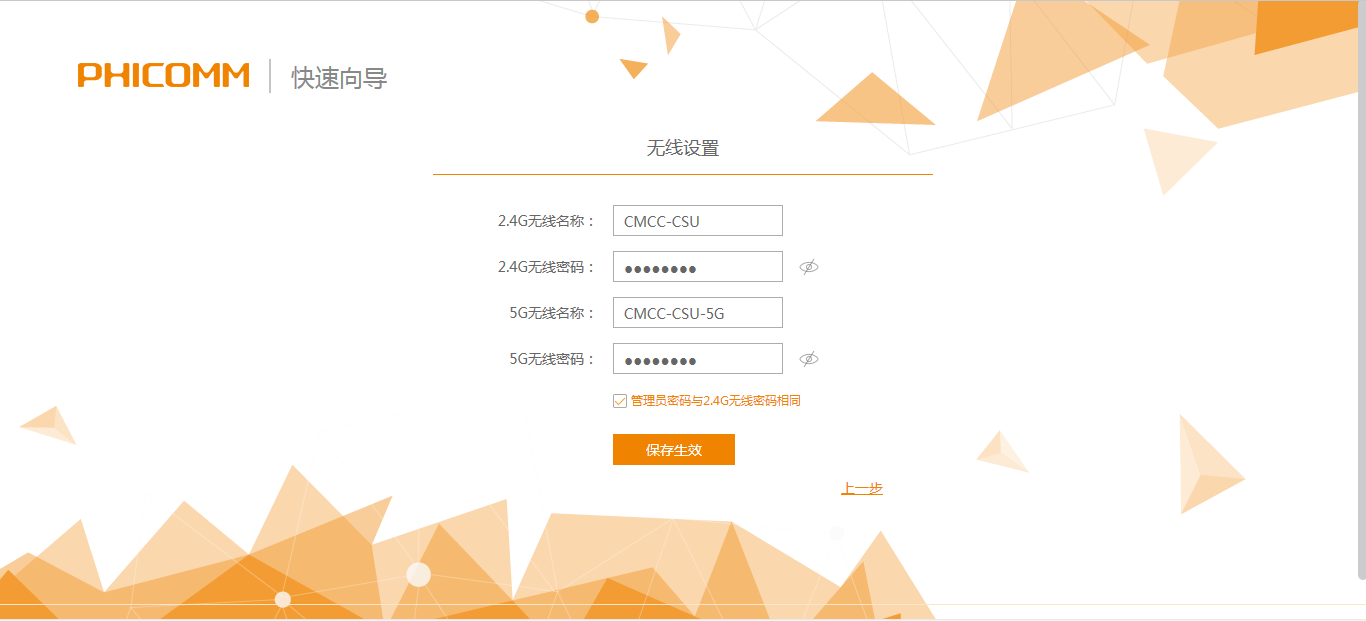 PHICOMM 快速向导
无线设置
2.4G无线名称： CMCC-CSU
2.4G无线密码： ●●●●●●●●
5G无线名称： CMCC-CSU-5G
5G无线密码： ●●●●●●●●
管理员密码与2.4G无线密码相同
保存生效
上一步